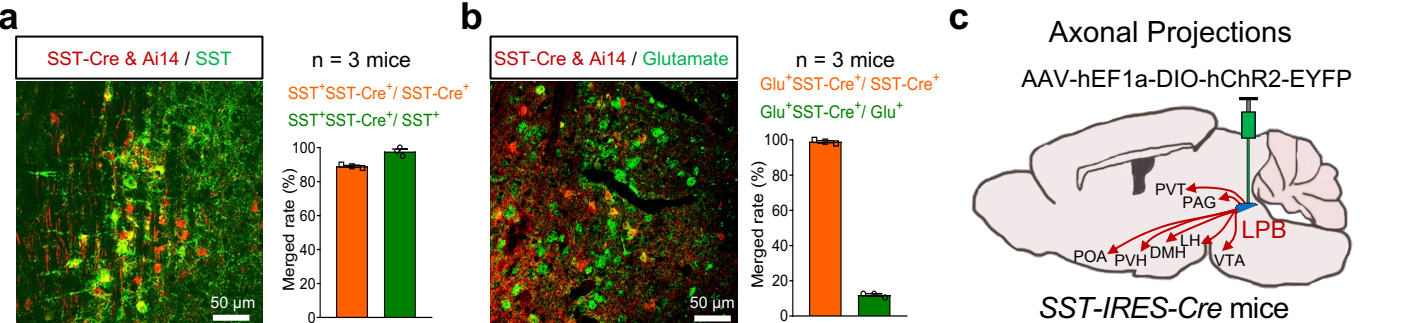 a
SST-Cre & Ai14 / SST
50 µm
n = 3 mice
SST⁺SST-Cre⁺/ SST-Cre⁺
SST⁺SST-Cre⁺/ SST⁺
Merged rate (%)
100
80
60
40
20
0
b
SST-Cre & Ai14 / Glutamate
50 µm
n = 3 mice
Glu⁺SST-Cre⁺/ SST-Cre⁺
Glu⁺SST-Cre⁺/ Glu⁺
Merged rate (%)
100
80
60
40
20
0
c
Axonal Projections
AAV-hEF1a-DIO-hChR2-EYFP
PVT
PAG
LPB
POA
PVH
DMH
LH
VTA
SST-IRES-Cre mice